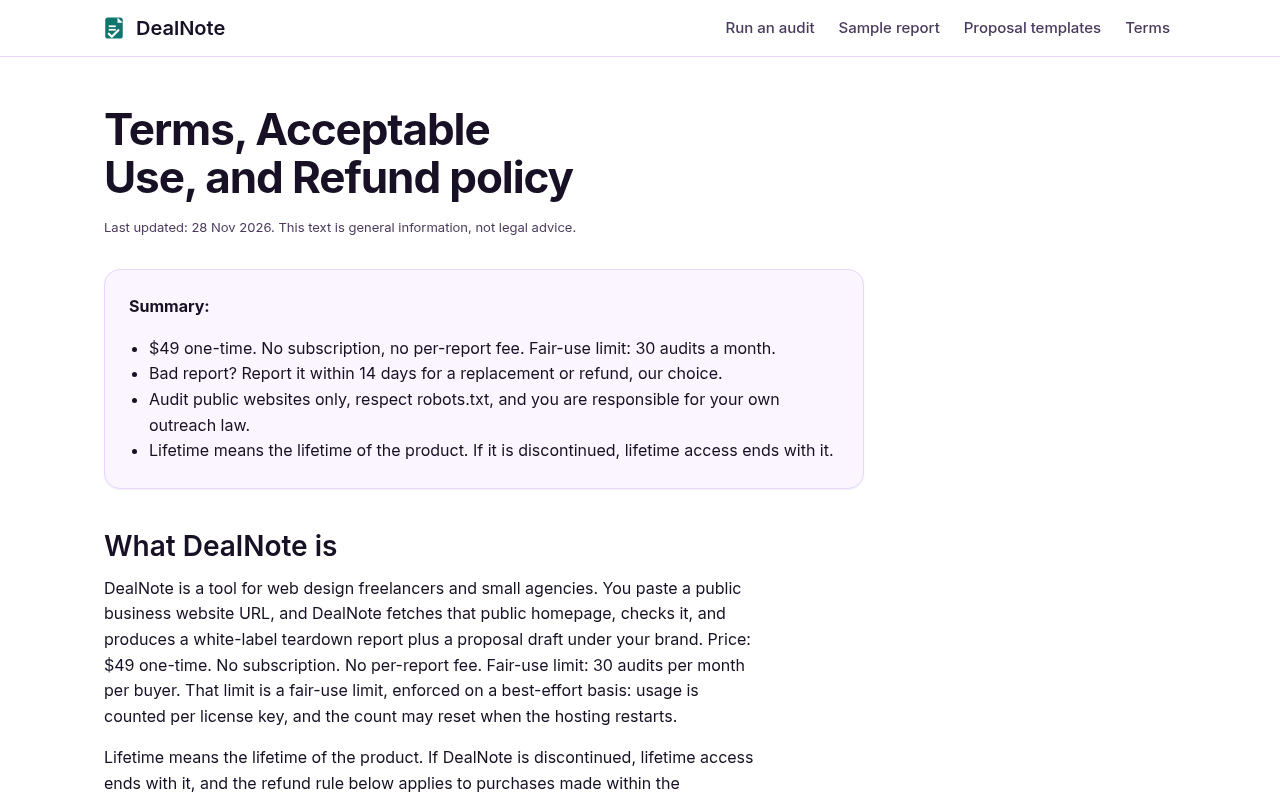 DealNote
Run an audit
Sample report
Proposal templates
Terms
Terms, Acceptable
Use, and Refund policy
Last updated: 28 Nov 2026. This text is general information, not legal advice.
Summary:
• $49 one-time. No subscription, no per-report fee. Fair-use limit: 30 audits a month.
• Bad report? Report it within 14 days for a replacement or refund, our choice.
• Audit public websites only, respect robots.txt, and you are responsible for your own
outreach law.
• Lifetime means the lifetime of the product. If it is discontinued, lifetime access ends with it.
What DealNote is
DealNote is a tool for web design freelancers and small agencies. You paste a public
business website URL, and DealNote fetches that public homepage, checks it, and
produces a white-label teardown report plus a proposal draft under your brand. Price:
$49 one-time. No subscription. No per-report fee. Fair-use limit: 30 audits per month
per buyer. That limit is a fair-use limit, enforced on a best-effort basis: usage is
counted per license key, and the count may reset when the hosting restarts.
Lifetime means the lifetime of the product. If DealNote is discontinued, lifetime access
ends with it, and the refund rule below applies to purchases made within the